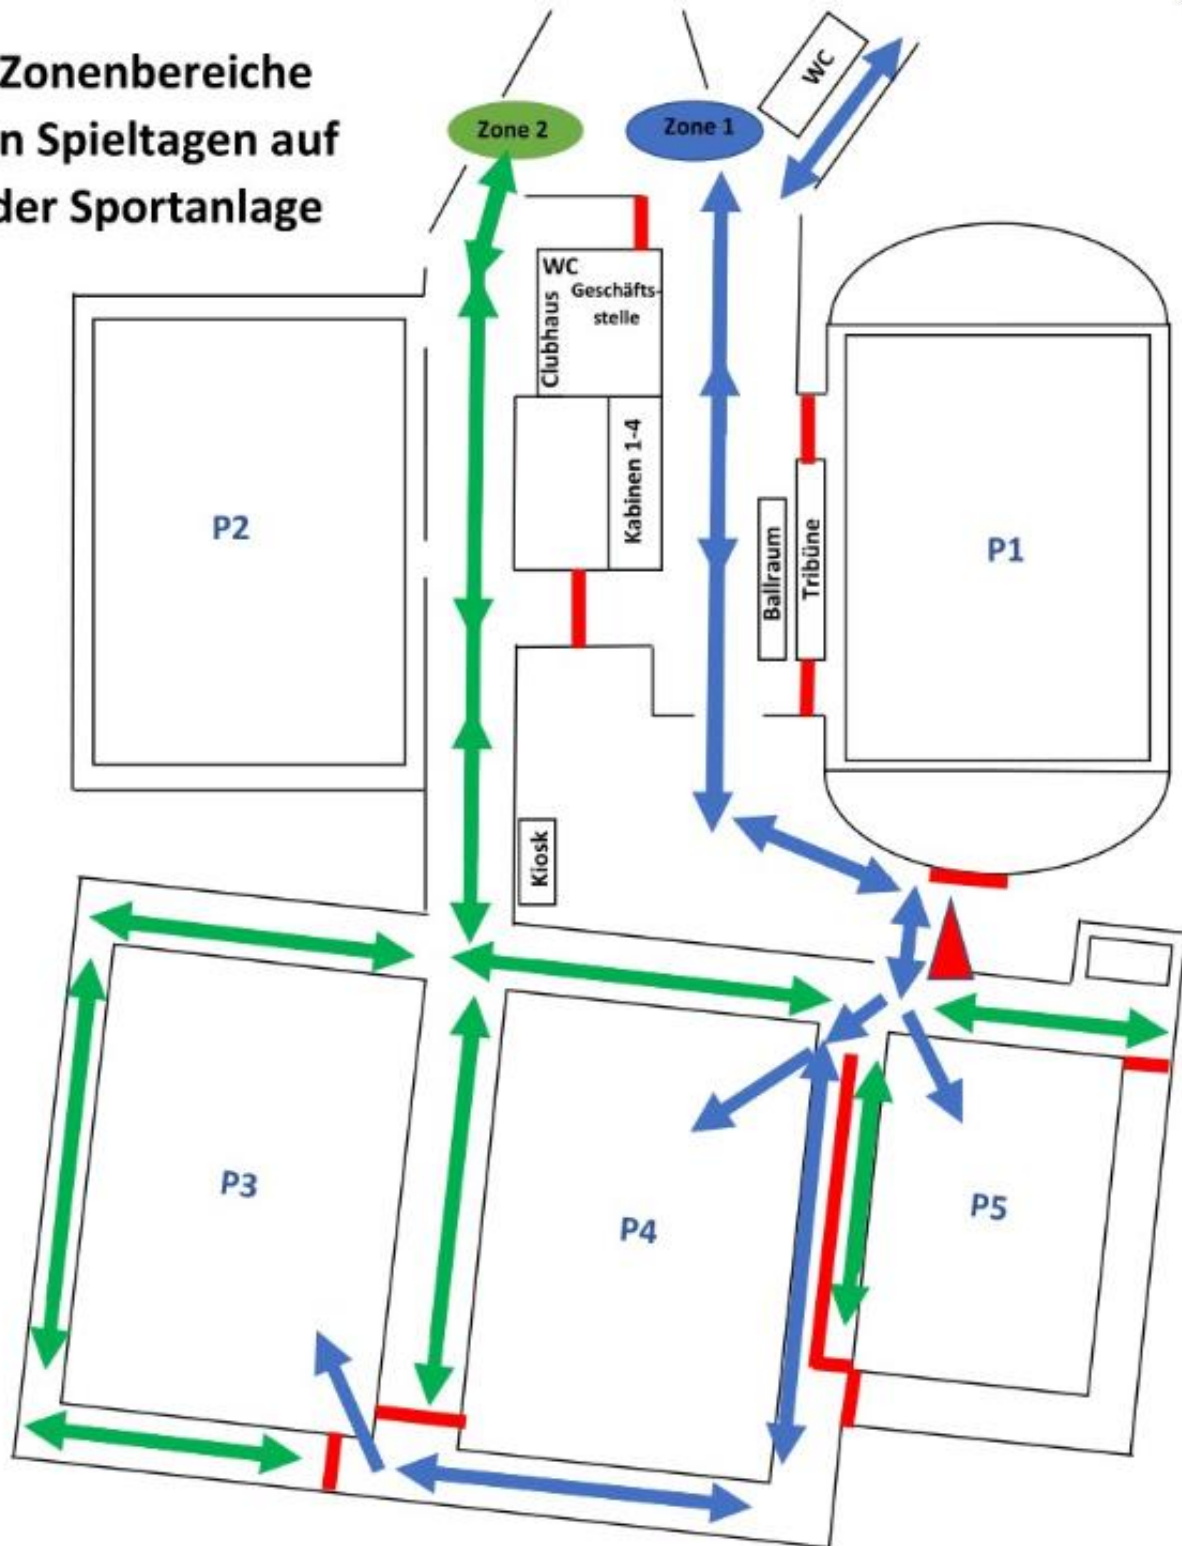 Zonenbereiche
n Spieltagen auf
der Sportanlage
Zone 2
Zone 1
WC
WC
Geschäfts-
stelle
Clubhaus
Kabinen 1-4
Ballraum
Tribüne
P2
P1
Kiosk
P3
P4
P5